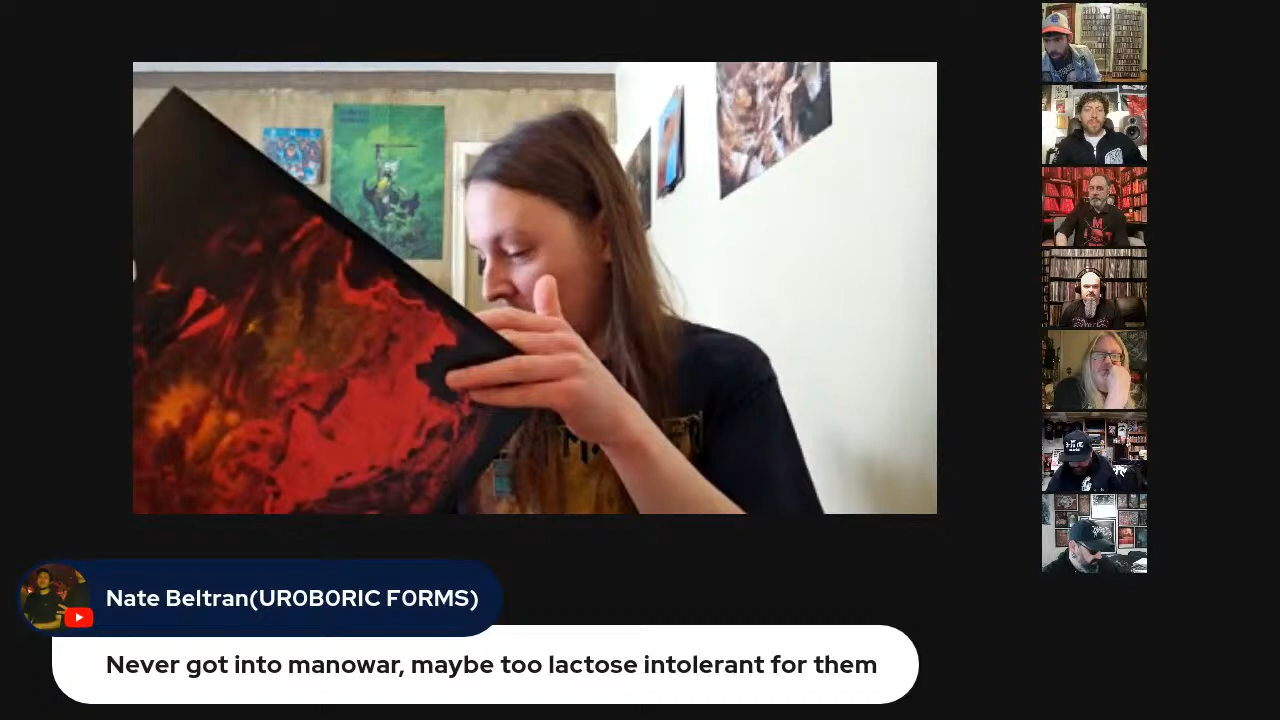 Nate Beltran(UR0B0RIC F0RMS)
Never got into manowar, maybe too lactose intolerant for them